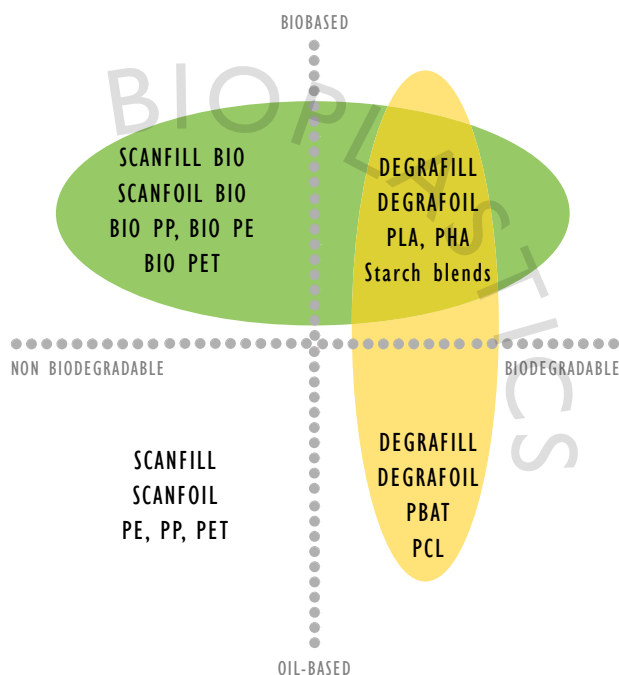 BIOBASED
BIOPLASTICS
SCANFILL BIO
SCANFOIL BIO
BIO PP, BIO PE
BIO PET
DEGRAFILL
DEGRAFOIL
PLA, PHA
Starch blends
NON BIODEGRADABLE
BIODEGRADABLE
SCANFILL
SCANFOIL
PE, PP, PET
DEGRAFILL
DEGRAFOIL
PBAT
PCL
OIL-BASED